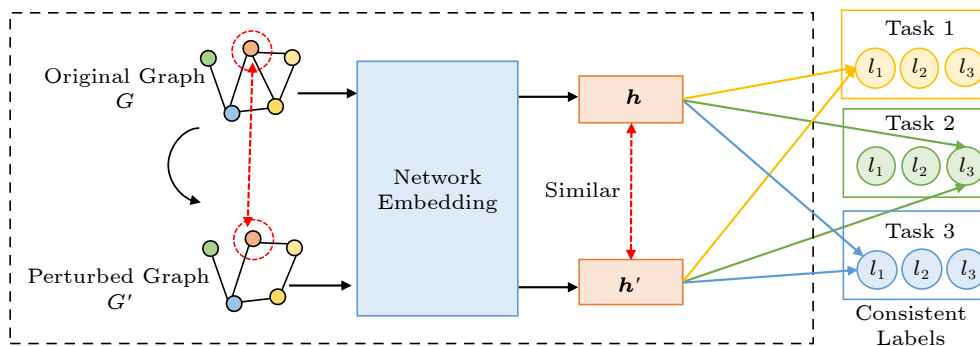 Original Graph
G
Perturbed Graph
G′
Network
Embedding
h
Similar
h′
Task 1
l1 l2 l3
Task 2
l1 l2 l3
Task 3
l1 l2 l3
Consistent
Labels